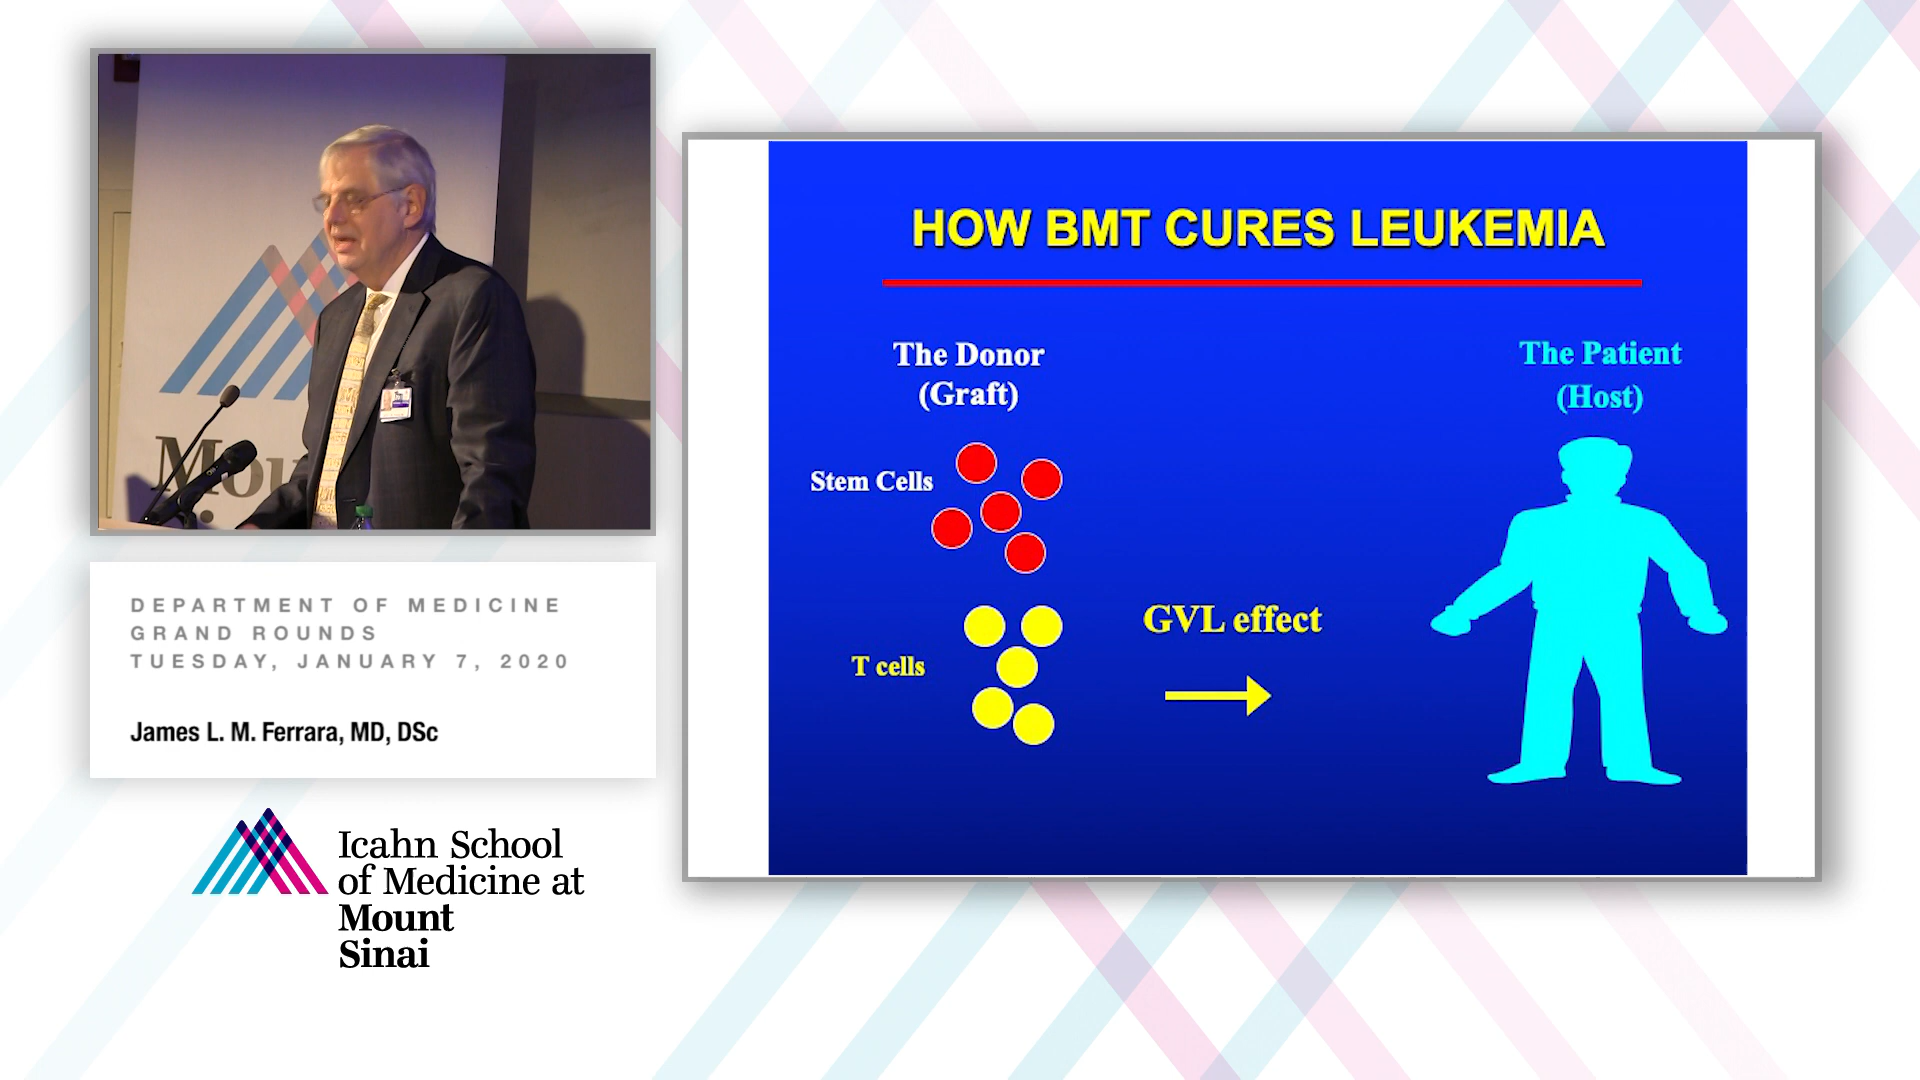 Mou
DEPARTMENT OF MEDICINE
GRAND ROUNDS
TUESDAY, JANUARY 7, 2020
James L. M. Ferrara, MD, DSc
Icahn School
of Medicine at
Mount
Sinai
HOW BMT CURES LEUKEMIA
The Donor
(Graft)
The Patient
(Host)
Stem Cells
T cells
GVL effect